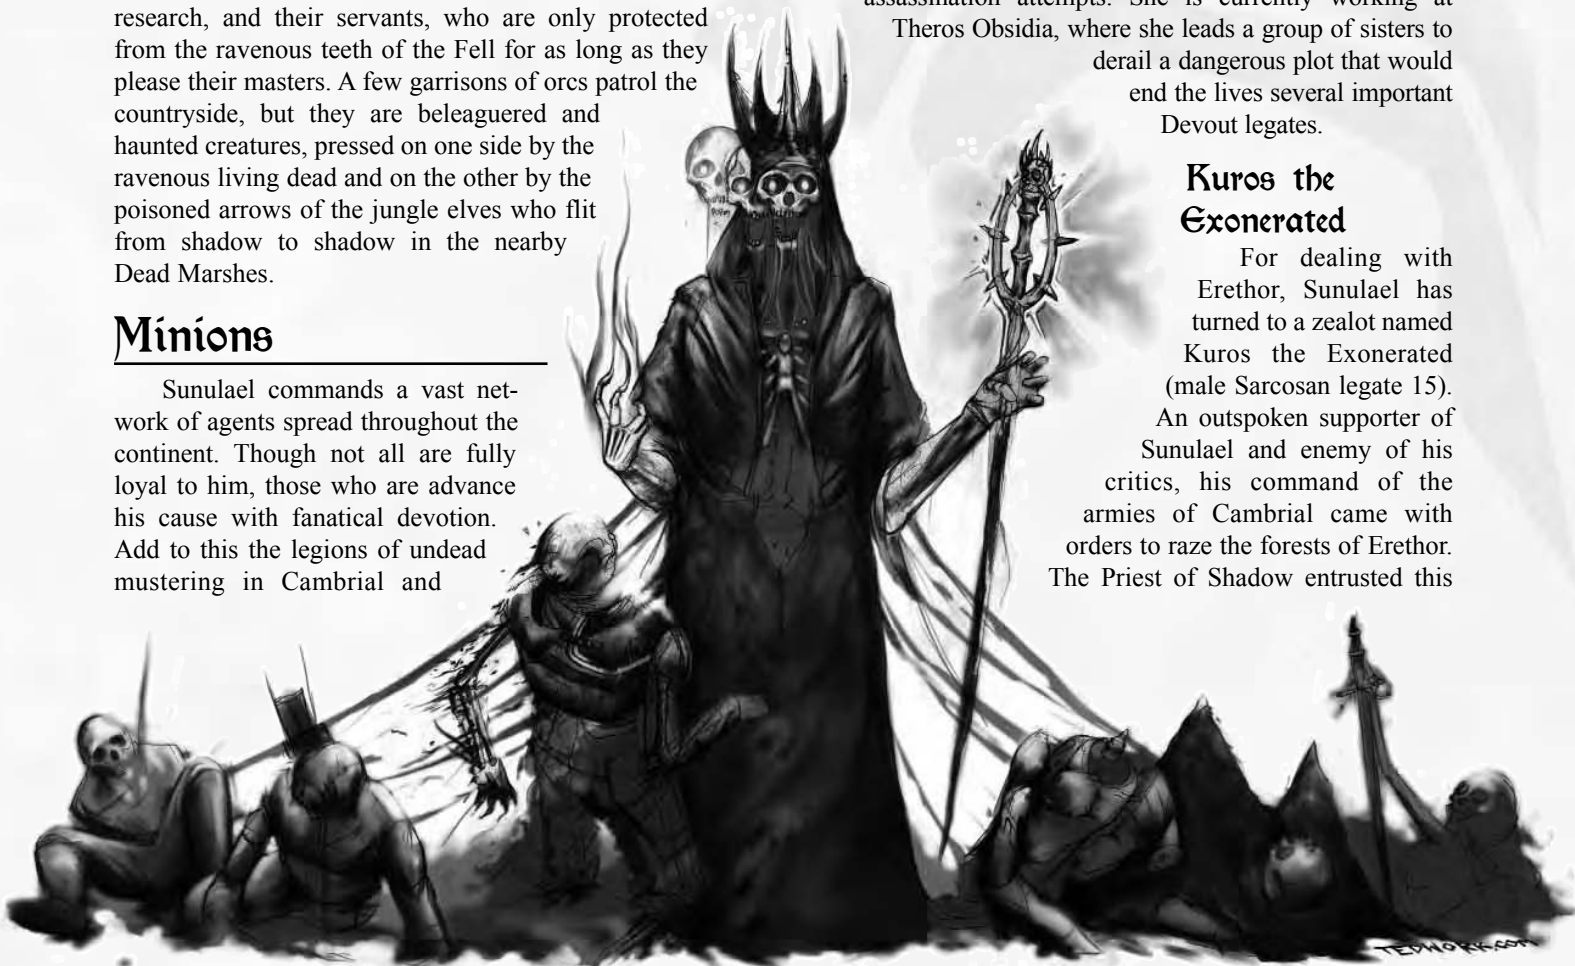 research, and their servants, who are only protected
from the ravenous teeth of the Fell for as long as they
please their masters. A few garrisons of orcs patrol the
countryside, but they are beleaguered and
haunted creatures, pressed on one side by the
ravenous living dead and on the other by the
poisoned arrows of the jungle elves who flit
from shadow to shadow in the nearby
Dead Marshes.
Minions
Sunulael commands a vast net-
work of agents spread throughout the
continent. Though not all are fully
loyal to him, those who are advance
his cause with fanatical devotion.
Add to this the legions of undead
mustering in Cambrial and
assassination attempts. She is currently working at
Theros Obsidia, where she leads a group of sisters to
derail a dangerous plot that would
end the lives several important
Devout legates.
Kuros the
Exonerated
For dealing with
Erethor, Sunulael has
turned to a zealot named
Kuros the Exonerated
(male Sarcosan legate 15).
An outspoken supporter of
Sunulael and enemy of his
critics, his command of the
armies of Cambrial came with
orders to raze the forests of Erethor.
The Priest of Shadow entrusted this
TEDWORK.COM